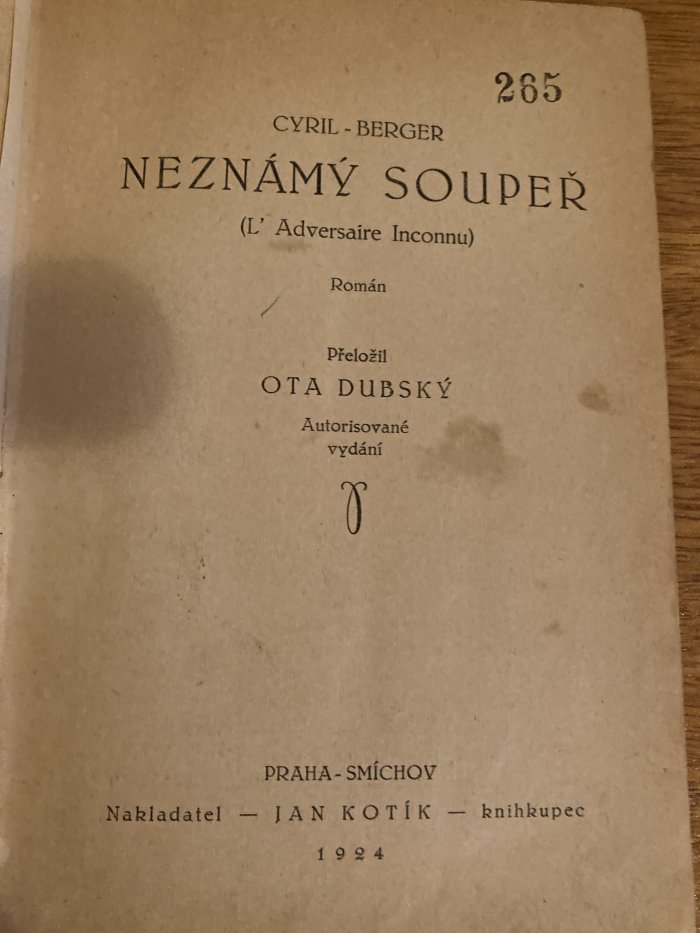 265
CYRIL - BERGER
NEZNÁMÝ SOUPEŘ
(L' Adversaire Inconnu)
Román
Přeložil
OTA DUBSKÝ
Autorisované
vydání
PRAHA - SMÍCHOV
Nakladatel — JAN KOTÍK — knihkupec
1924